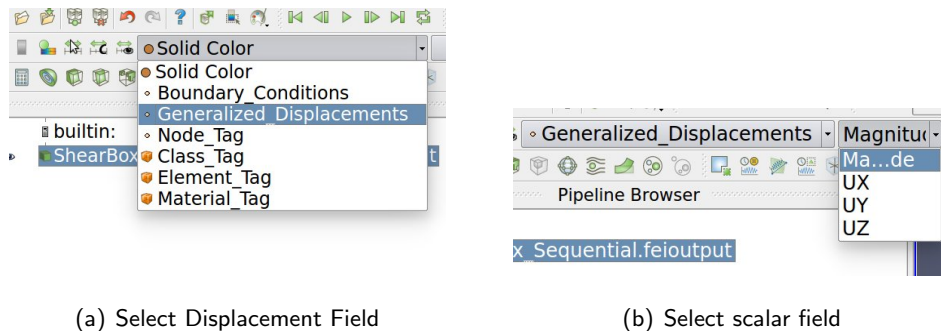 Solid Color
Solid Color
Boundary_Conditions
Generalized_Displacements
Node_Tag
Class_Tag
Element_Tag
Material_Tag
builtin:
ShearBox
t
(a) Select Displacement Field
Generalized_Displacements
Magnituc
Ma...de
UX
UY
UZ
Pipeline Browser
x_Sequential.feioutput
(b) Select scalar field